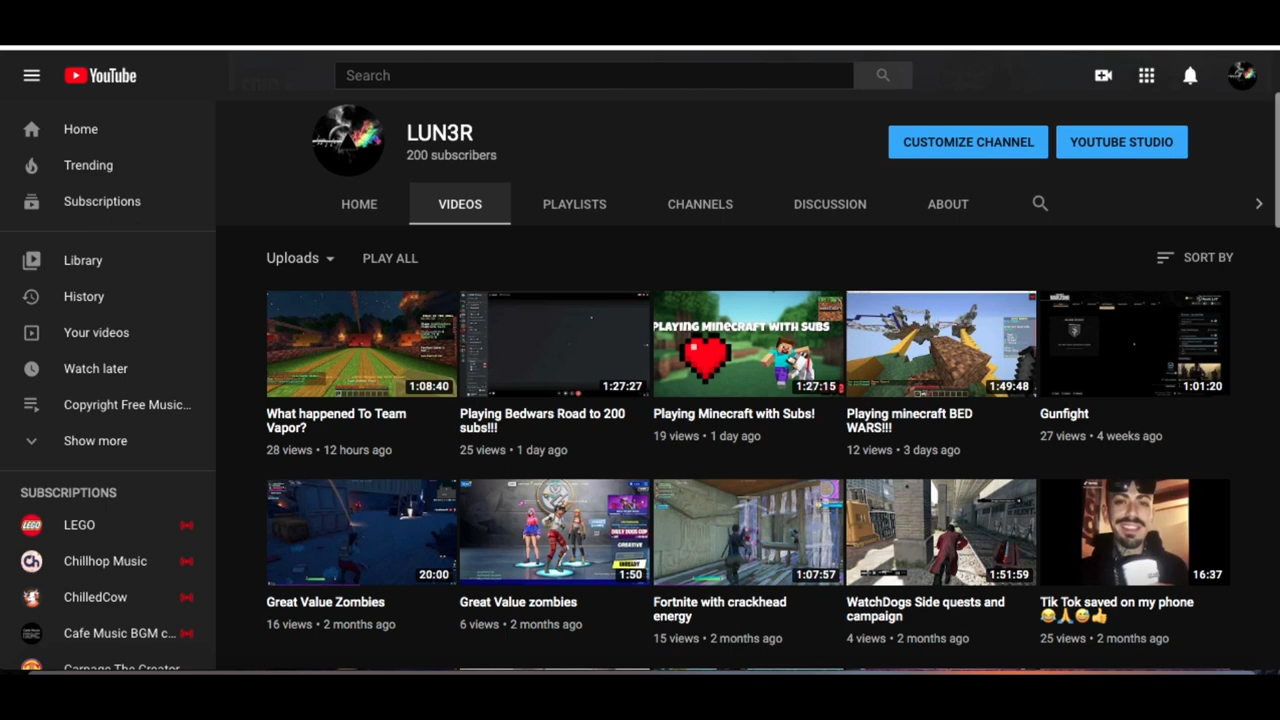 YouTube
Search
Home
Trending
Subscriptions
Library
History
Your videos
Watch later
Copyright Free Music...
Show more
SUBSCRIPTIONS
LEGO
Chillhop Music
ChilledCow
Cafe Music BGM c...
Carnage The Creator
LUN3R
200 subscribers
CUSTOMIZE CHANNEL
YOUTUBE STUDIO
HOME
VIDEOS
PLAYLISTS
CHANNELS
DISCUSSION
ABOUT
Uploads
PLAY ALL
SORT BY
1:08:40
What happened To Team
Vapor?
28 views • 12 hours ago
1:27:27
Playing Bedwars Road to 200
subs!!!
25 views • 1 day ago
PLAYING MINECRAFT WITH SUBS
1:27:15
Playing Minecraft with Subs!
19 views • 1 day ago
1:49:48
Playing minecraft BED
WARS!!!
12 views • 3 days ago
1:01:20
Gunfight
27 views • 4 weeks ago
20:00
Great Value Zombies
16 views • 2 months ago
CREATIVE
1:50
Great Value zombies
6 views • 2 months ago
1:07:57
Fortnite with crackhead
energy
15 views • 2 months ago
1:51:59
WatchDogs Side quests and
campaign
4 views • 2 months ago
16:37
Tik Tok saved on my phone
😂🙏😅👍
25 views • 2 months ago